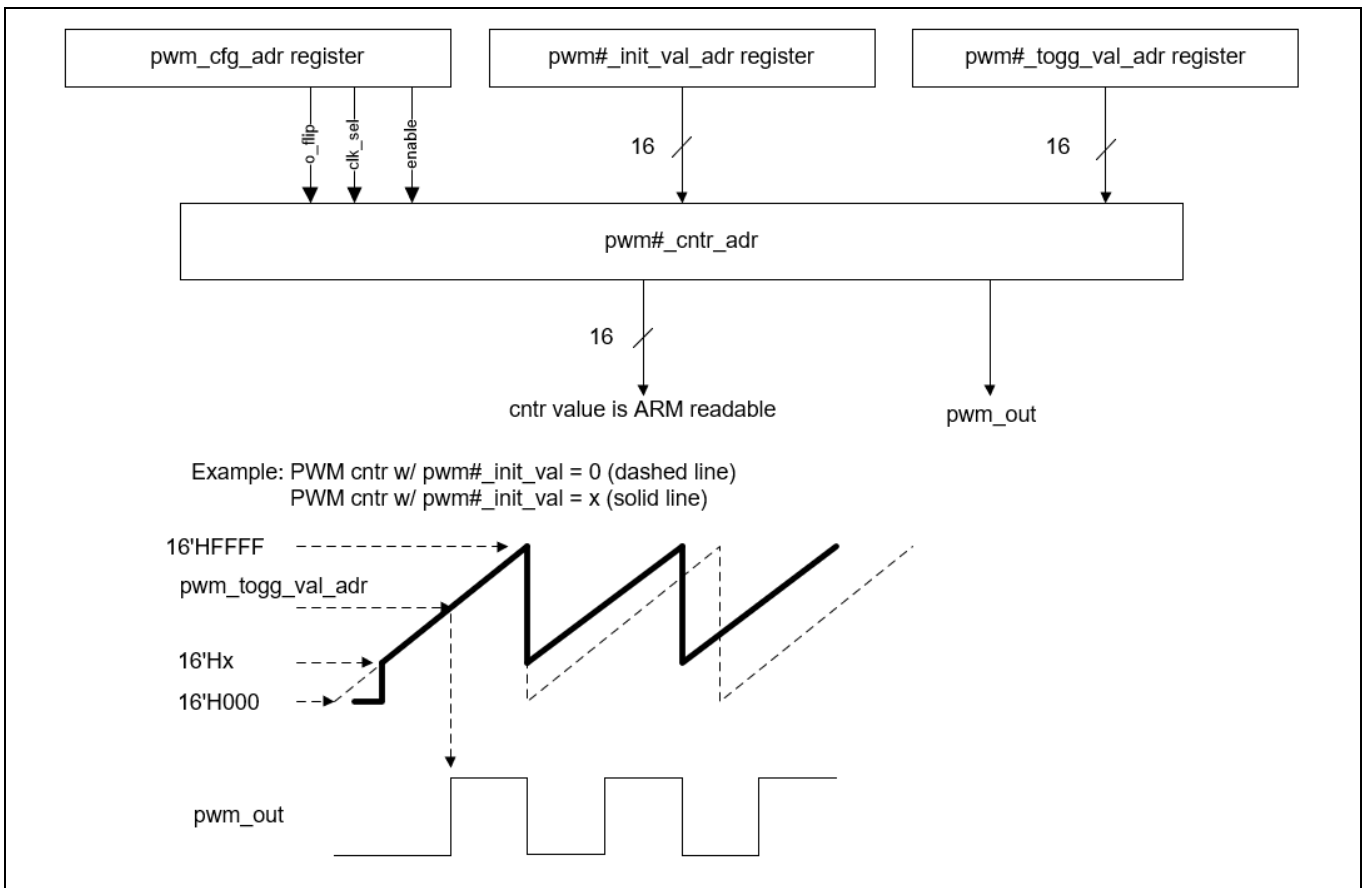 pwm_cfg_adr register
pwm#_init_val_adr register
pwm#_togg_val_adr register
o_flip
clk_sel
enable
16
16
pwm#_cntr_adr
16
cntr value is ARM readable
pwm_out
Example: PWM cntr w/ pwm#_init_val = 0 (dashed line)
PWM cntr w/ pwm#_init_val = x (solid line)
16'HFFFF
pwm_togg_val_adr
16'Hx
16'H000
pwm_out